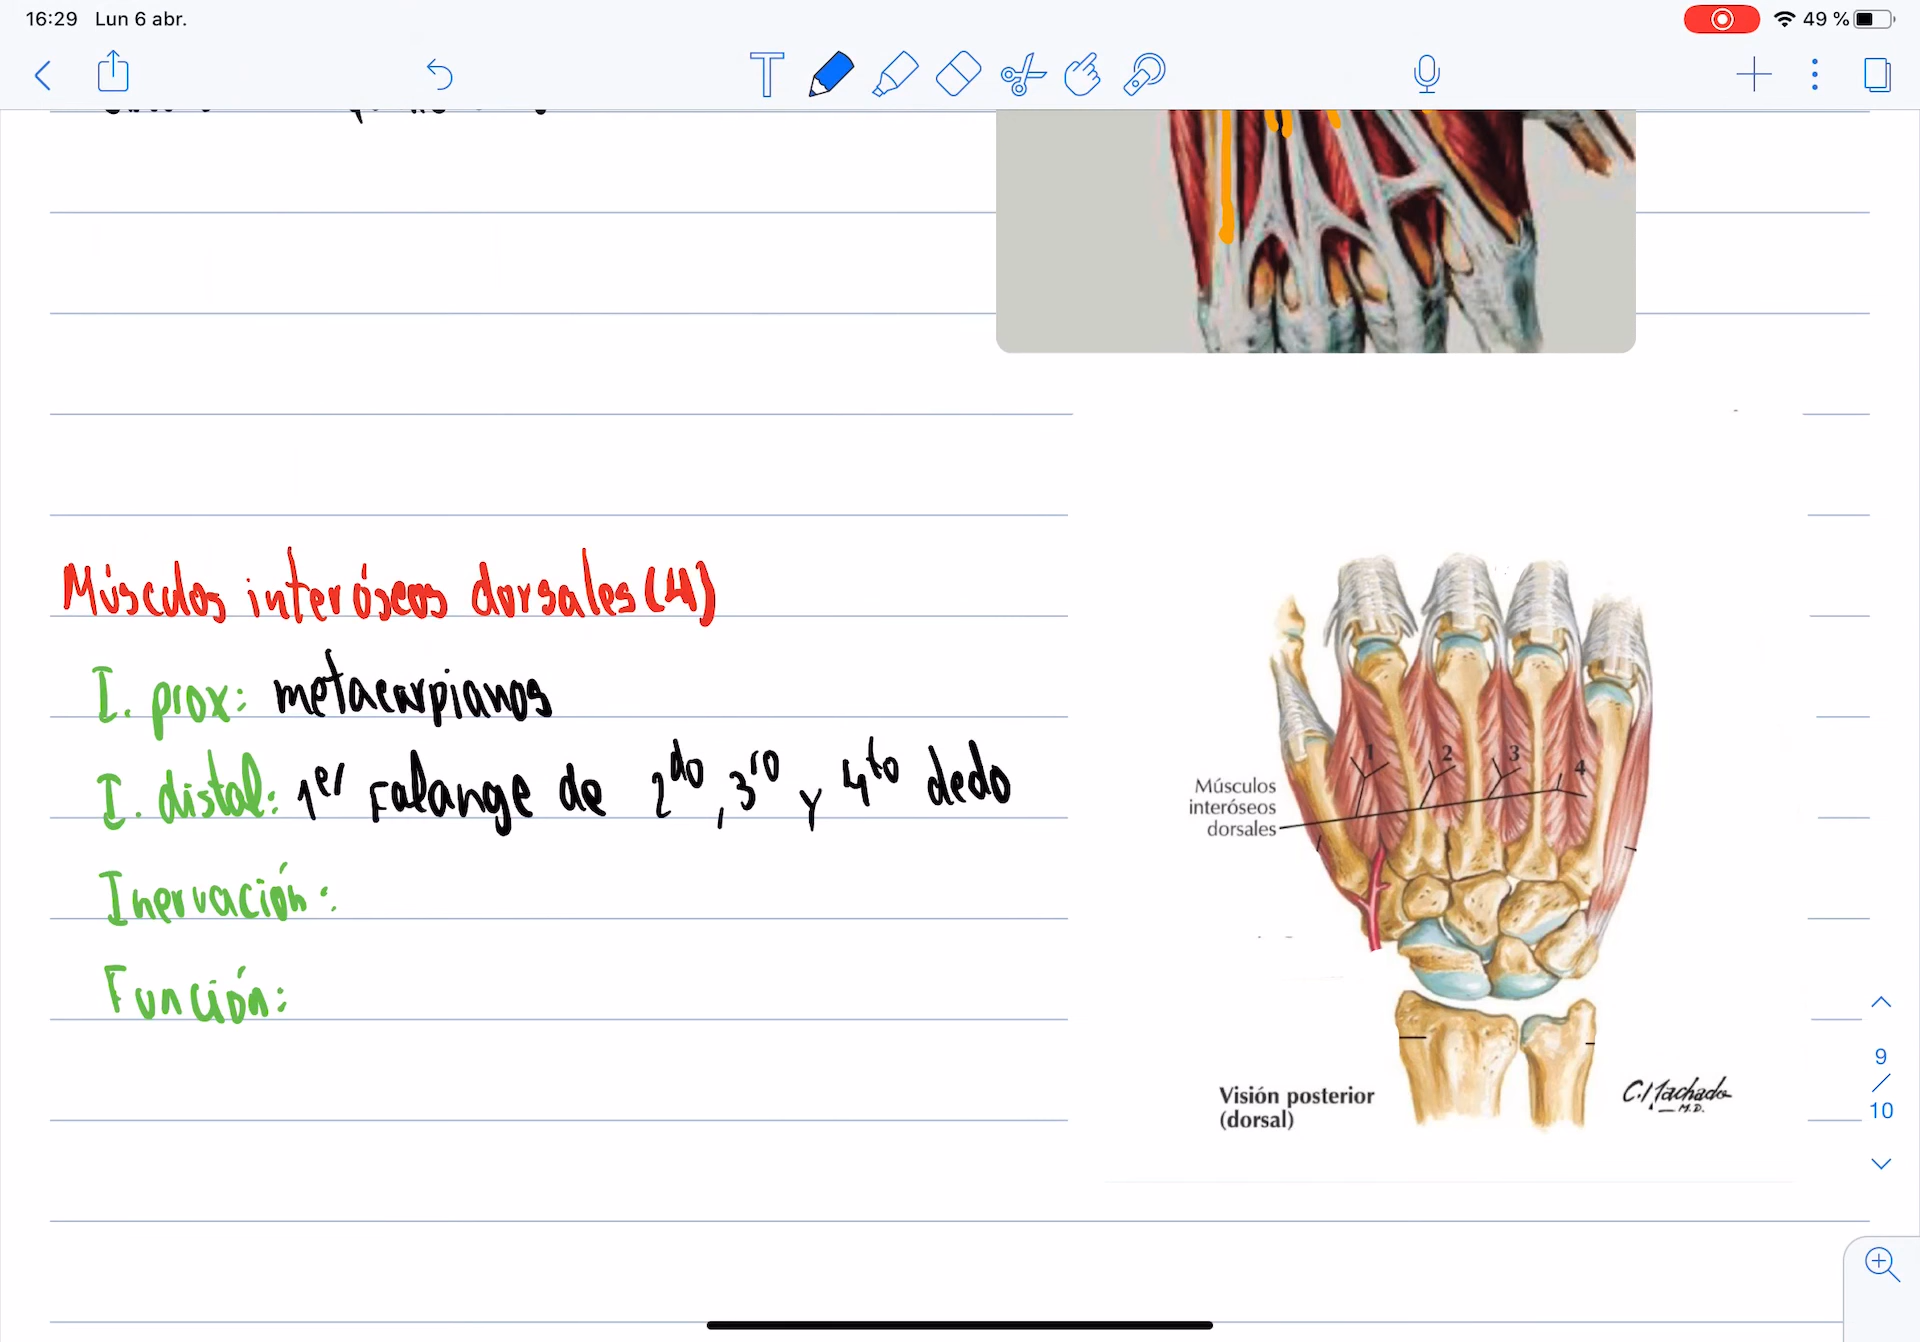 16:29 Lun 6 abr.
49 %
T
Músculos interóseos dorsales (4)
I. prox: metacarpianos
I. distal: 1er Falange de 2do, 3ro y 4to dedo
Inervación:
Función:
1 2 3 4
Músculos
interóseos
dorsales
Visión posterior
(dorsal)
C. Machado
M.D.
9
/
10